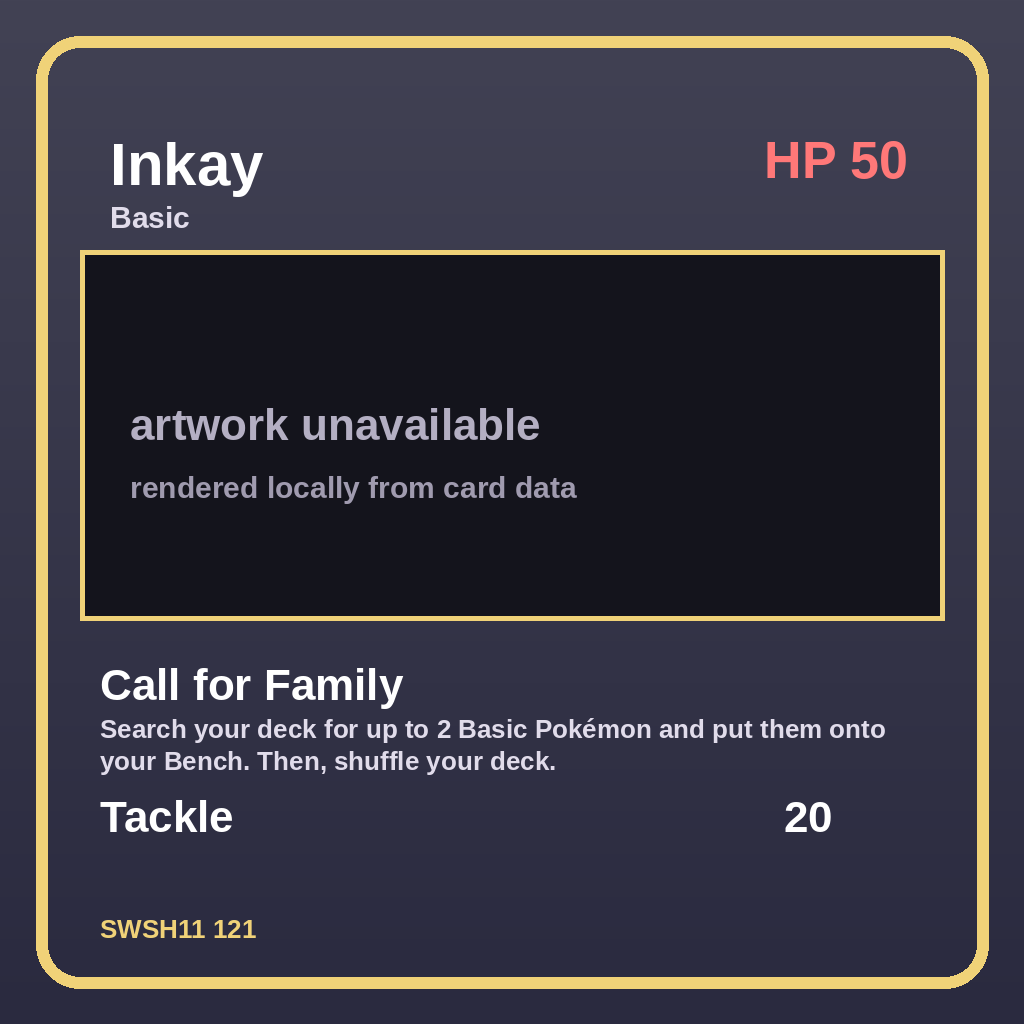 Inkay
HP 50
Basic
artwork unavailable
rendered locally from card data
Call for Family
Search your deck for up to 2 Basic Pokémon and put them onto
your Bench. Then, shuffle your deck.
Tackle 20
SWSH11 121